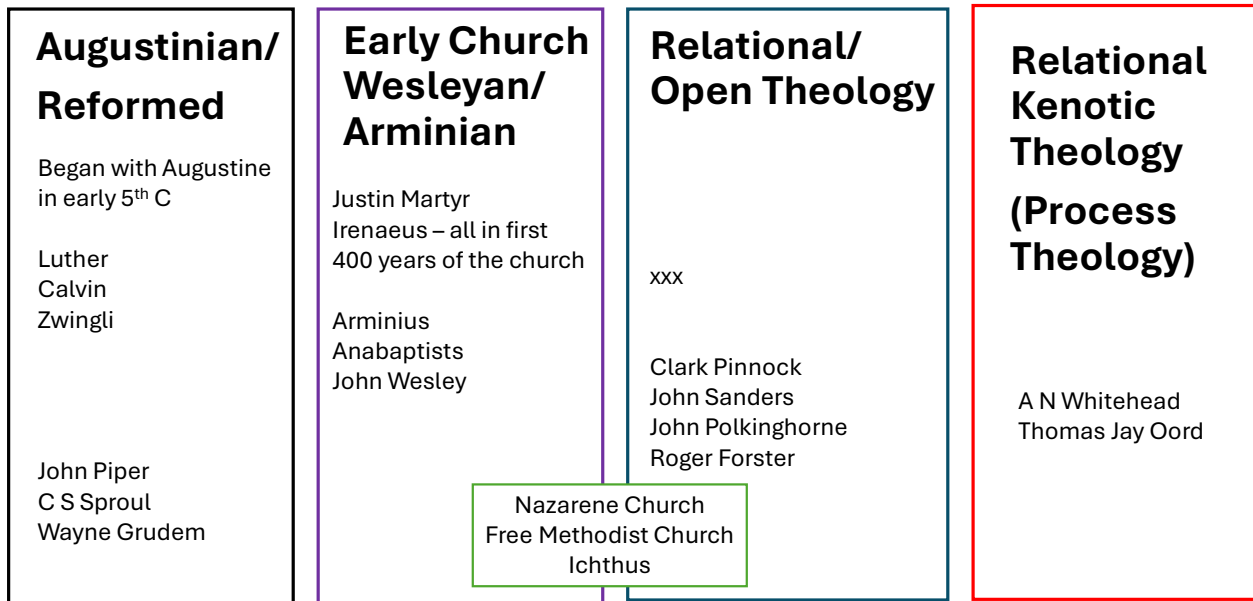 Augustinian/
Reformed
Began with Augustine
in early 5th C
Luther
Calvin
Zwingli
John Piper
C S Sproul
Wayne Grudem
Early Church
Wesleyan/
Arminian
Justin Martyr
Irenaeus – all in first
400 years of the church
Arminius
Anabaptists
John Wesley
Relational/
Open Theology
xxx
Clark Pinnock
John Sanders
John Polkinghorne
Roger Forster
Nazarene Church
Free Methodist Church
Ichthus
Relational
Kenotic
Theology
(Process
Theology)
A N Whitehead
Thomas Jay Oord